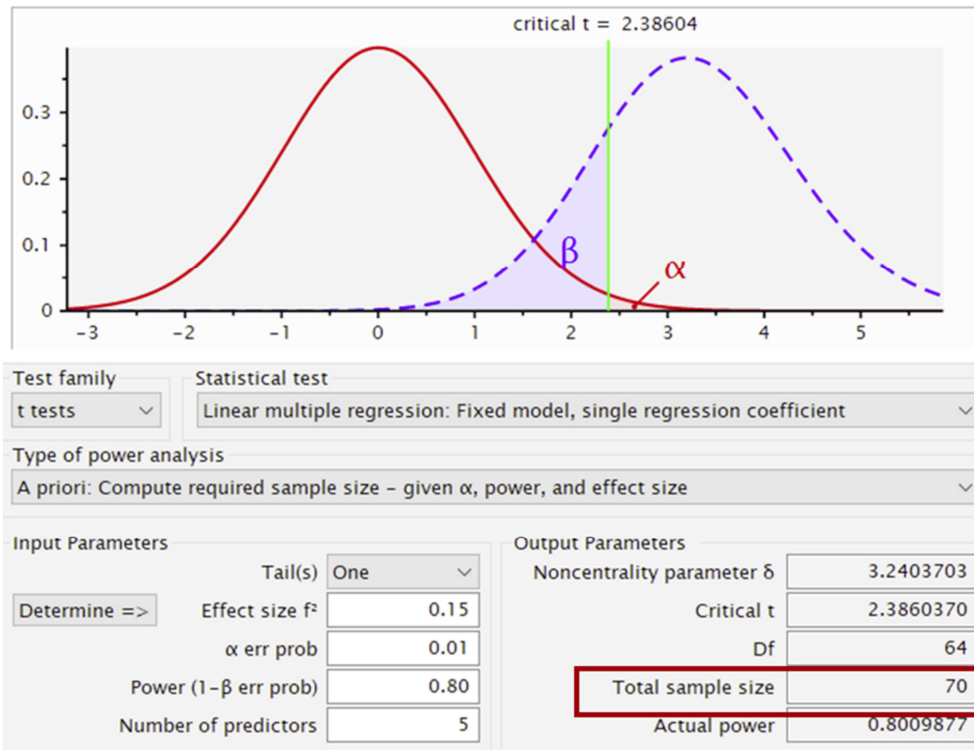 critical t = 2.38604
0.3
0.2
0.1
0
β
α
-3 -2 -1 0 1 2 3 4 5
Test family Statistical test
t tests Linear multiple regression: Fixed model, single regression coefficient
Type of power analysis
A priori: Compute required sample size - given α, power, and effect size
Input Parameters Output Parameters
Tail(s) One Noncentrality parameter δ 3.2403703
Determine => Effect size f² 0.15 Critical t 2.3860370
α err prob 0.01 Df 64
Power (1-β err prob) 0.80 Total sample size 70
Number of predictors 5 Actual power 0.8009877